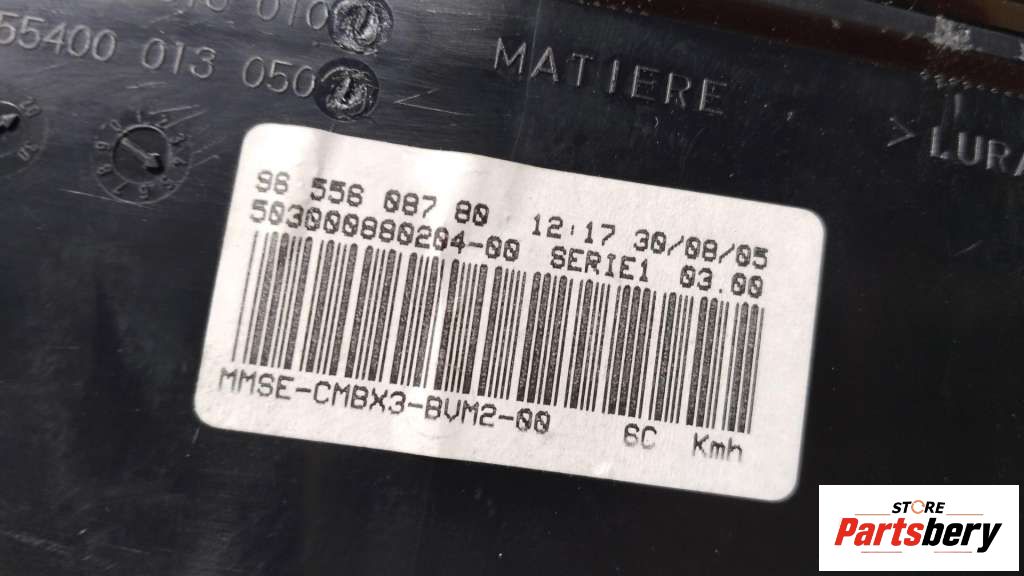 010
55400 013 050
MATIERE
>LURA
96 556 087 80 12:17 30/08/05
503000880204-00 SERIE1 03.00
MMSE-CMBX3-BVM2-00 6C Kmh
STORE
Partsbery